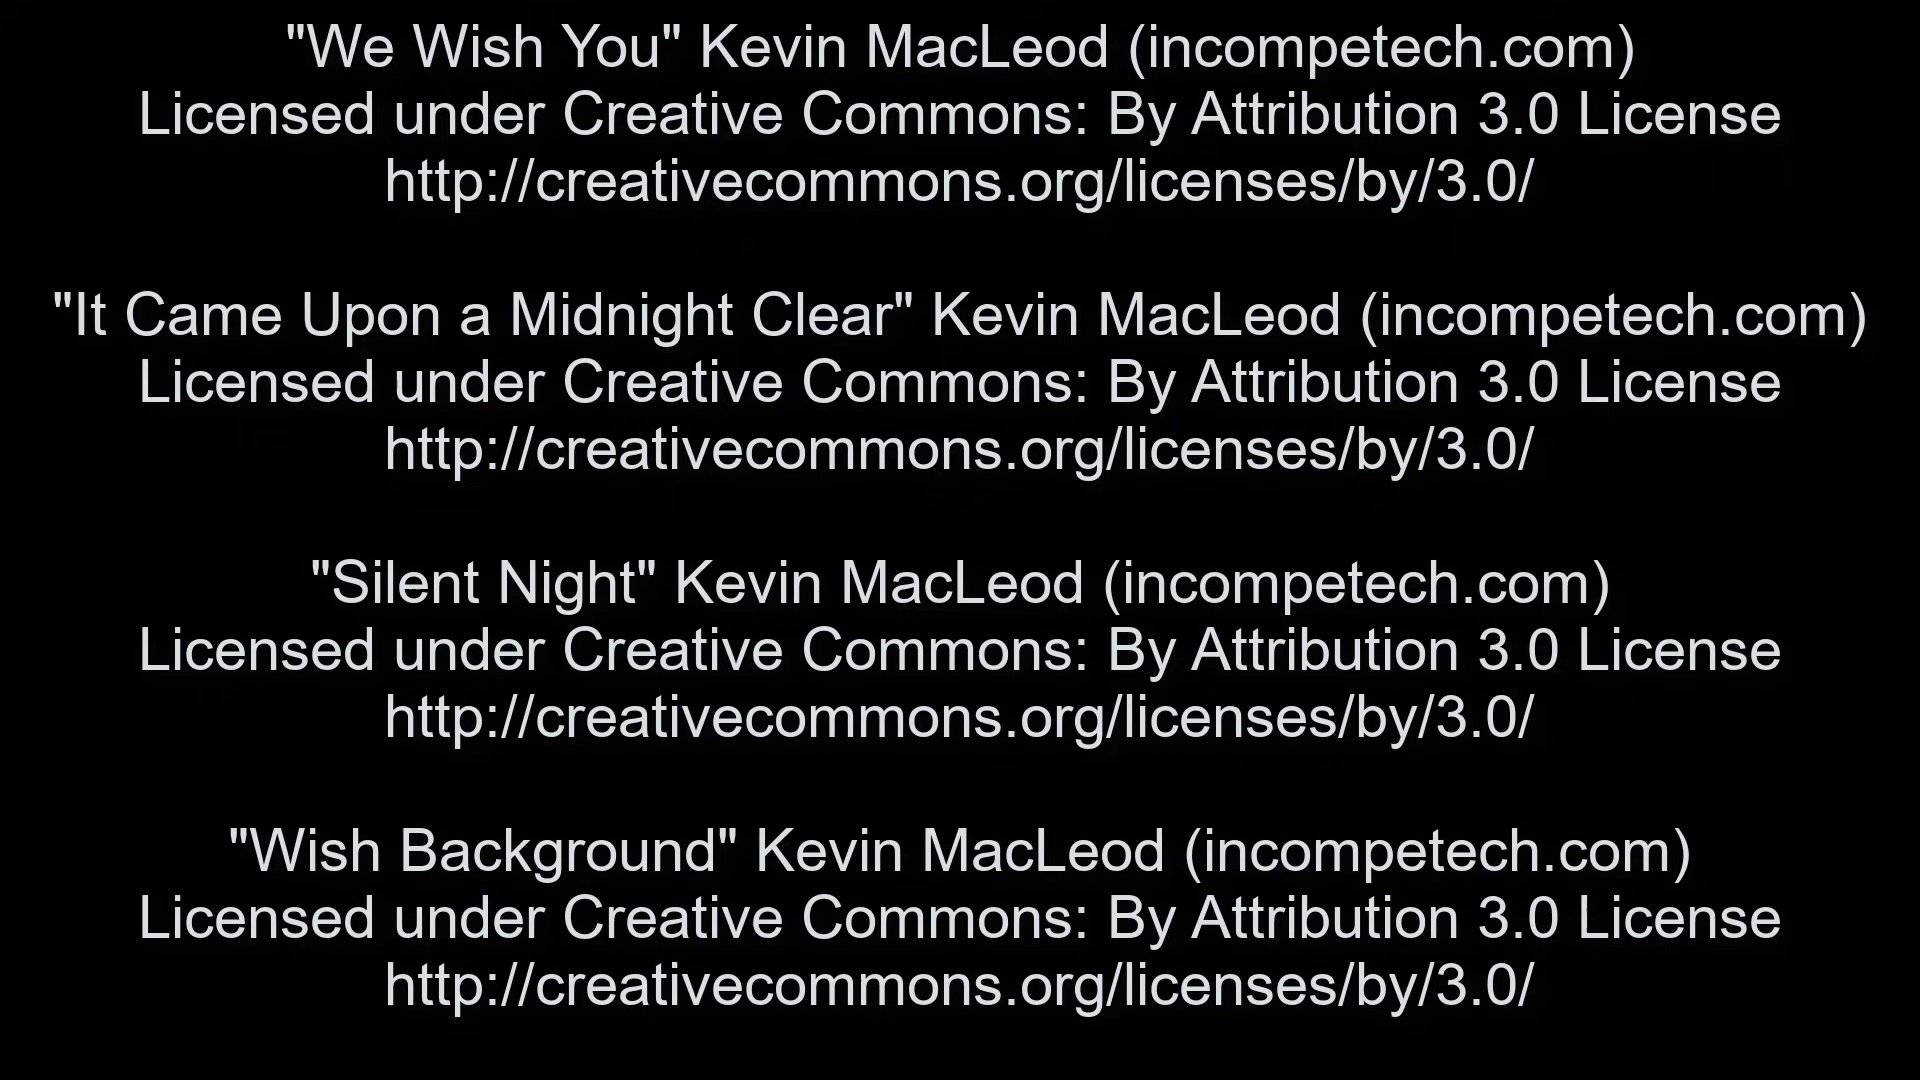 "We Wish You" Kevin MacLeod (incompetech.com)
Licensed under Creative Commons: By Attribution 3.0 License
http://creativecommons.org/licenses/by/3.0/
"It Came Upon a Midnight Clear" Kevin MacLeod (incompetech.com)
Licensed under Creative Commons: By Attribution 3.0 License
http://creativecommons.org/licenses/by/3.0/
"Silent Night" Kevin MacLeod (incompetech.com)
Licensed under Creative Commons: By Attribution 3.0 License
http://creativecommons.org/licenses/by/3.0/
"Wish Background" Kevin MacLeod (incompetech.com)
Licensed under Creative Commons: By Attribution 3.0 License
http://creativecommons.org/licenses/by/3.0/